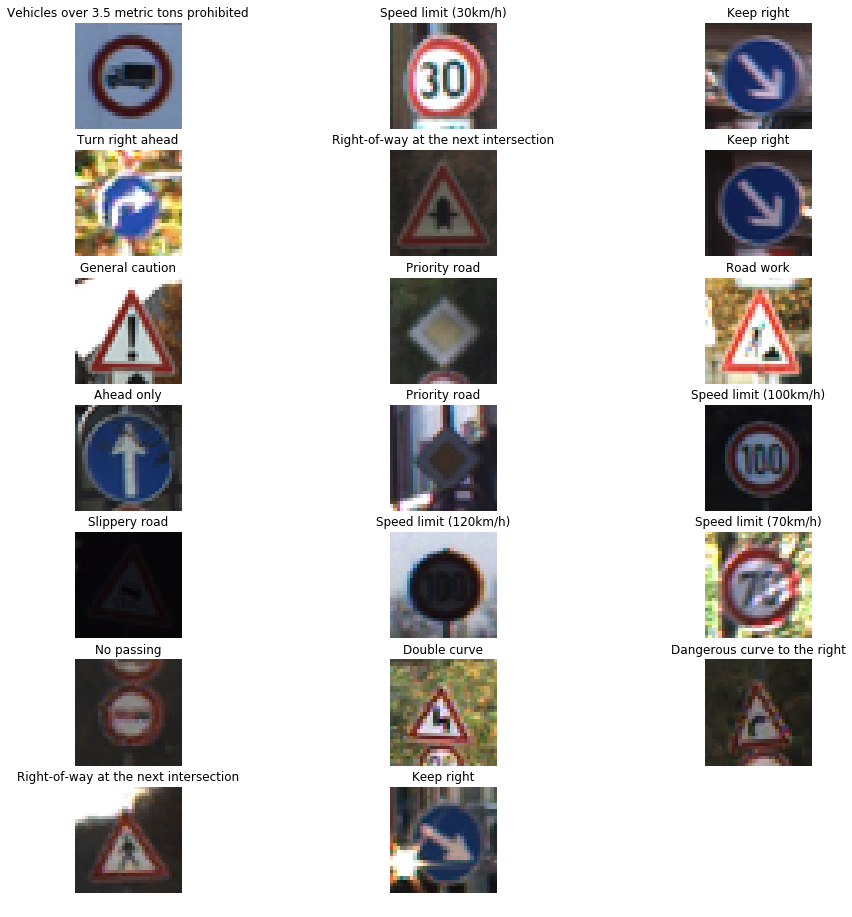 Vehicles over 3.5 metric tons prohibited
Speed limit (30km/h)
Keep right
30
Turn right ahead
Right-of-way at the next intersection
Keep right
General caution
Priority road
Road work
Ahead only
Priority road
Speed limit (100km/h)
100
Slippery road
Speed limit (120km/h)
Speed limit (70km/h)
70
No passing
Double curve
Dangerous curve to the right
Right-of-way at the next intersection
Keep right